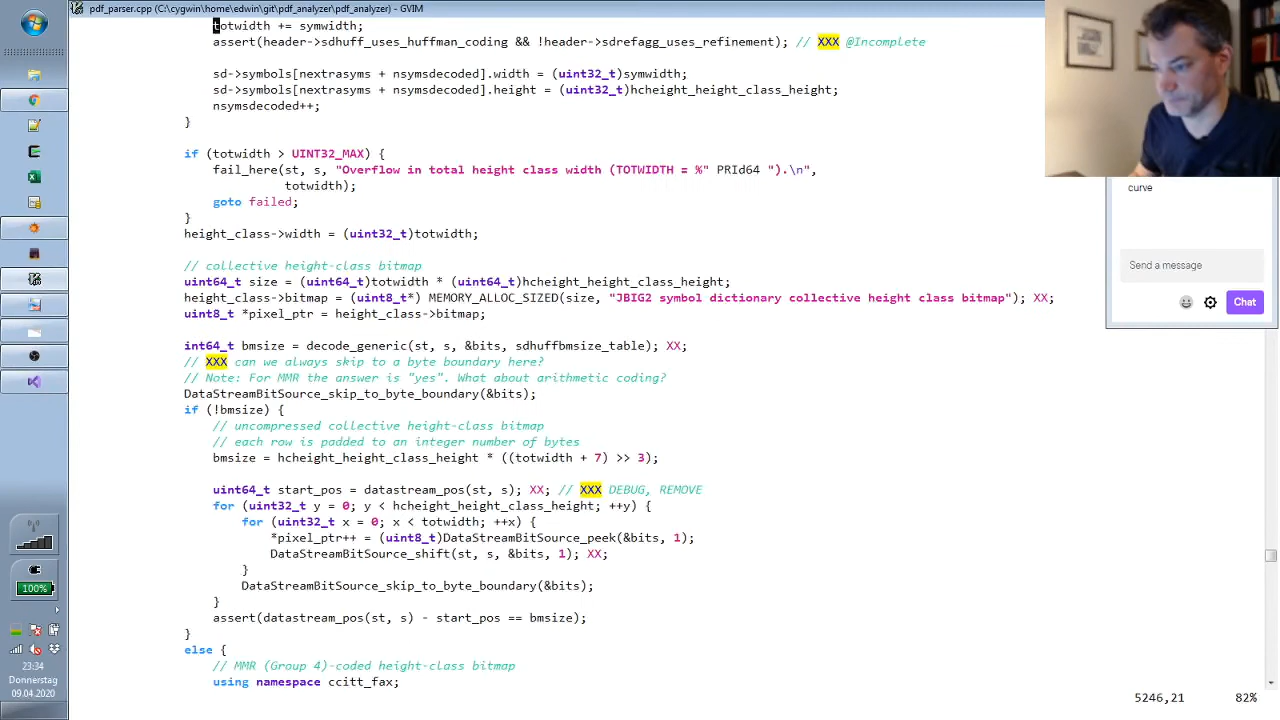 pdf_parser.cpp (C:\cygwin\home\edwin\git\pdf_analyzer\pdf_analyzer) - GVIM
totwidth += symwidth;
assert(header->sdhuff_uses_huffman_coding && !header->sdrefagg_uses_refinement); // XXX @Incomplete
sd->symbols[nextrasyms + nsymsdecoded].width = (uint32_t)symwidth;
sd->symbols[nextrasyms + nsymsdecoded].height = (uint32_t)hcheight_height_class_height;
nsymsdecoded++;
}
if (totwidth > UINT32_MAX) {
fail_here(st, s, "Overflow in total height class width (TOTWIDTH = %" PRId64 ").\n",
totwidth);
goto failed;
}
height_class->width = (uint32_t)totwidth;
// collective height-class bitmap
uint64_t size = (uint64_t)totwidth * (uint64_t)hcheight_height_class_height;
height_class->bitmap = (uint8_t*) MEMORY_ALLOC_SIZED(size, "JBIG2 symbol dictionary collective height class bitmap"); XX;
uint8_t *pixel_ptr = height_class->bitmap;
int64_t bmsize = decode_generic(st, s, &bits, sdhuffbmsize_table); XX;
// XXX can we always skip to a byte boundary here?
// Note: For MMR the answer is "yes". What about arithmetic coding?
DataStreamBitSource_skip_to_byte_boundary(&bits);
if (!bmsize) {
// uncompressed collective height-class bitmap
// each row is padded to an integer number of bytes
bmsize = hcheight_height_class_height * ((totwidth + 7) >> 3);
uint64_t start_pos = datastream_pos(st, s); XX; // XXX DEBUG, REMOVE
for (uint32_t y = 0; y < hcheight_height_class_height; ++y) {
for (uint32_t x = 0; x < totwidth; ++x) {
*pixel_ptr++ = (uint8_t)DataStreamBitSource_peek(&bits, 1);
DataStreamBitSource_shift(st, s, &bits, 1); XX;
}
DataStreamBitSource_skip_to_byte_boundary(&bits);
}
assert(datastream_pos(st, s) - start_pos == bmsize);
}
else {
// MMR (Group 4)-coded height-class bitmap
using namespace ccitt_fax;
5246,21 82%
curve
Send a message
Chat
100%
23:34
Donnerstag
09.04.2020